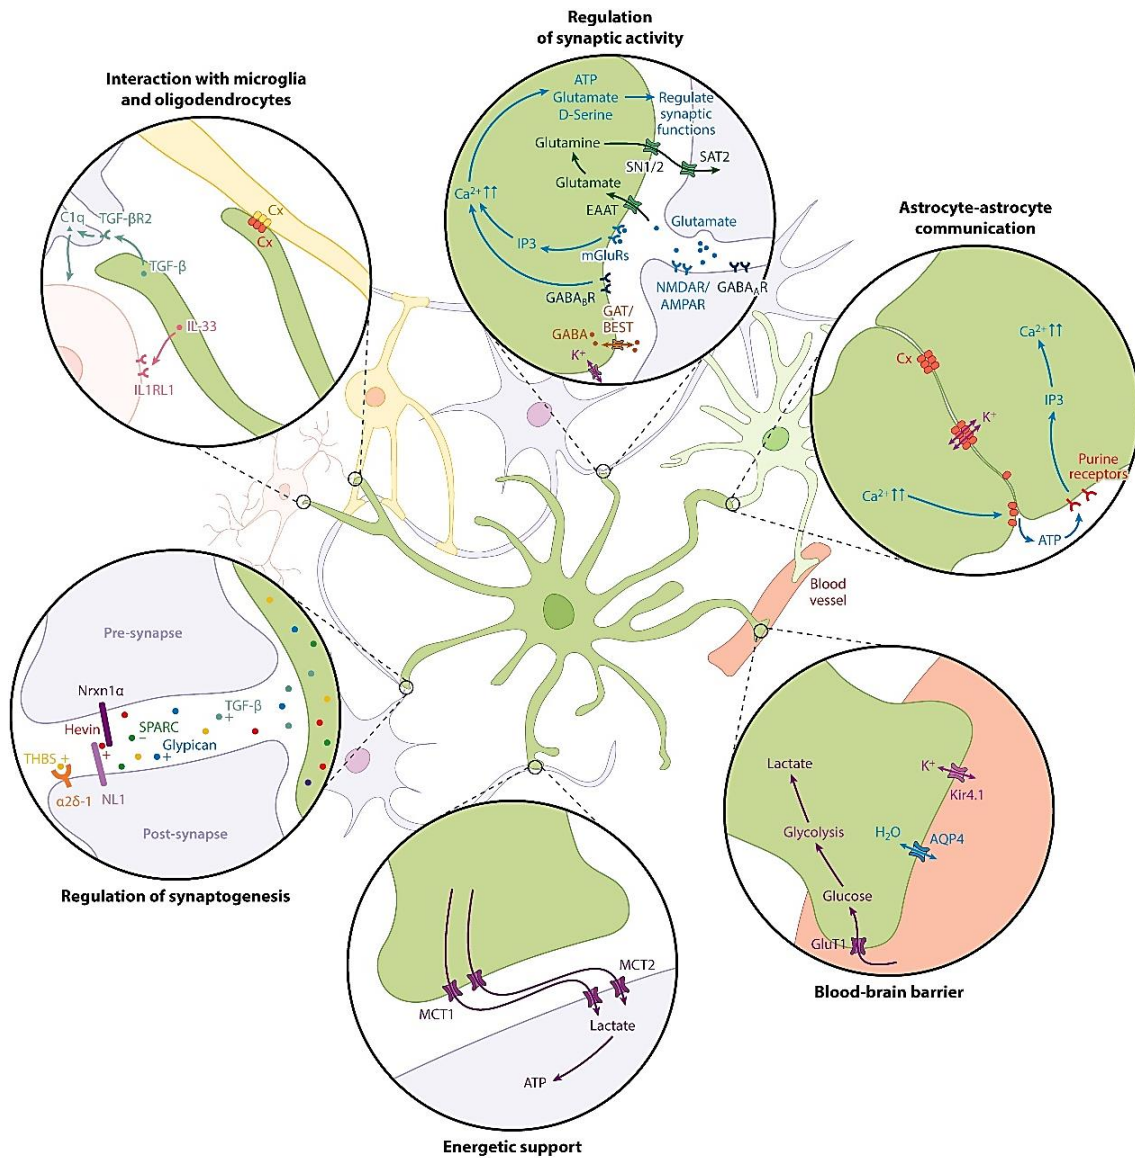 Regulation
of synaptic activity
ATP
Glutamate
D-Serine
Regulate
synaptic
functions
Glutamine
SN1/2
SAT2
Glutamate
EAAT
Ca²⁺↑↑
Glutamate
IP3
mGluRs
GABA_BR
NMDAR/
AMPAR
GABA_AR
GAT/
BEST
GABA
K⁺
Interaction with microglia
and oligodendrocytes
Cx
Cx
C1q
TGF-βR2
TGF-β
IL-33
IL1RL1
Astrocyte-astrocyte
communication
Ca²⁺↑↑
Cx
IP3
K⁺
Purine
receptors
Ca²⁺↑↑
ATP
Blood
vessel
Pre-synapse
Nrxn1α
TGF-β
+
Hevin
+
SPARC
–
Glypican
+
THBS +
α2δ-1
NL1
Post-synapse
Regulation of synaptogenesis
Lactate
K⁺
Kir4.1
Glycolysis
H₂O
AQP4
Glucose
GluT1
Blood-brain barrier
MCT2
MCT1
Lactate
ATP
Energetic support